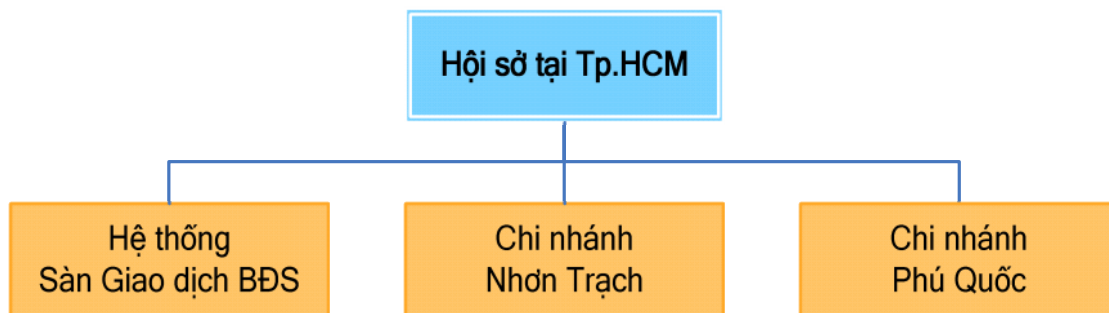 Hội sở tại Tp.HCM
Hệ thống
Sàn Giao dịch BĐS
Chi nhánh
Nhơn Trạch
Chi nhánh
Phú Quốc